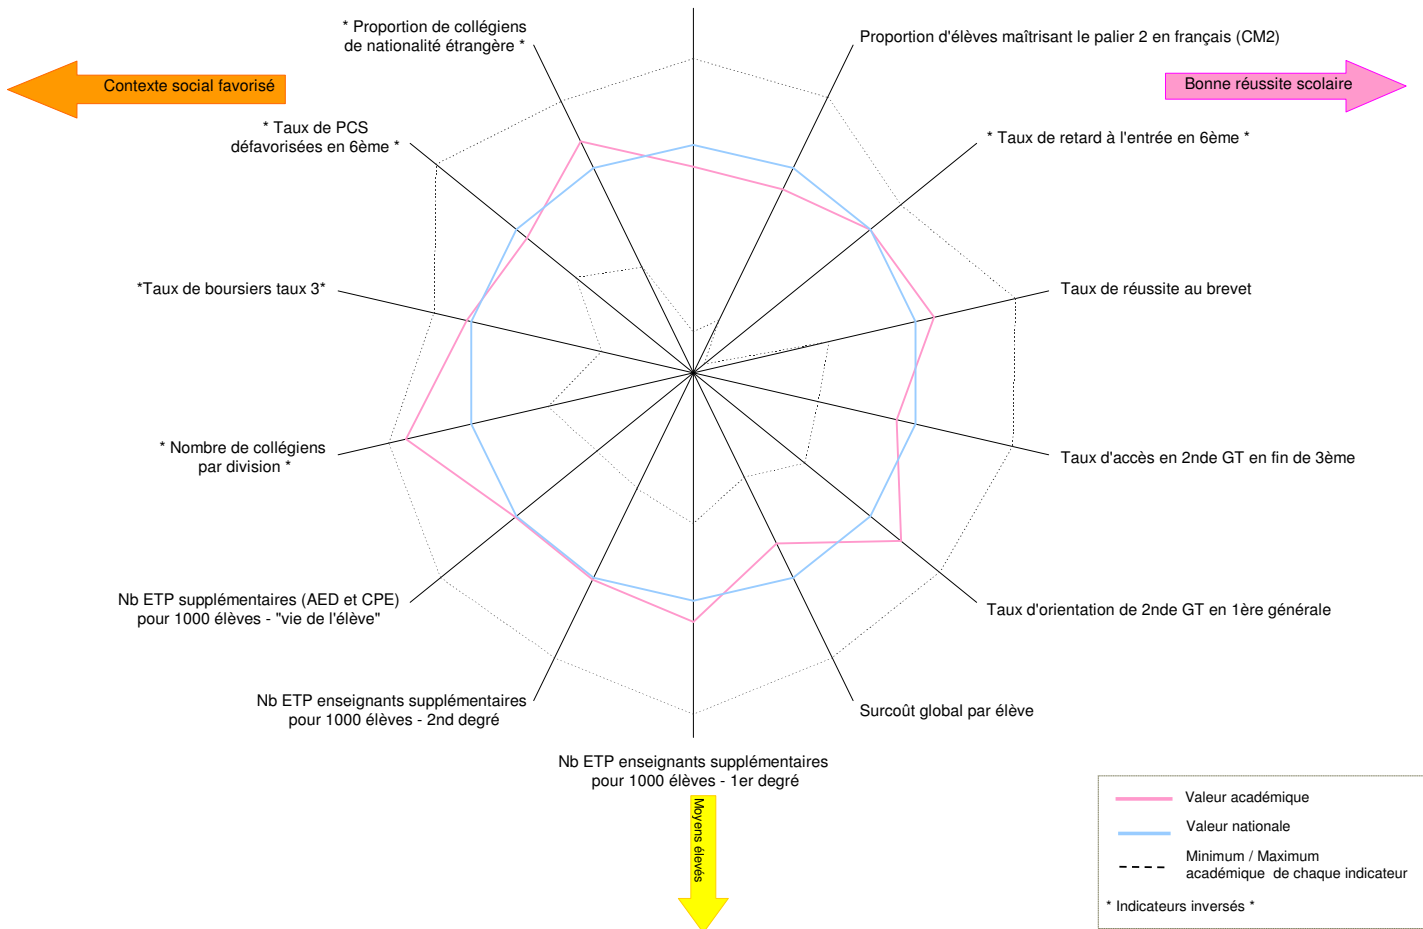 * Proportion de collégiens
de nationalité étrangère *
Proportion d'élèves maîtrisant le palier 2 en français (CM2)
Contexte social favorisé
Bonne réussite scolaire
* Taux de PCS
défavorisées en 6ème *
* Taux de retard à l'entrée en 6ème *
*Taux de boursiers taux 3*
Taux de réussite au brevet
* Nombre de collégiens
par division *
Taux d'accès en 2nde GT en fin de 3ème
Nb ETP supplémentaires (AED et CPE)
pour 1000 élèves - "vie de l'élève"
Taux d'orientation de 2nde GT en 1ère générale
Nb ETP enseignants supplémentaires
pour 1000 élèves - 2nd degré
Surcoût global par élève
Nb ETP enseignants supplémentaires
pour 1000 élèves - 1er degré
Moyens élevés
Valeur académique
Valeur nationale
Minimum / Maximum
académique de chaque indicateur
* Indicateurs inversés *